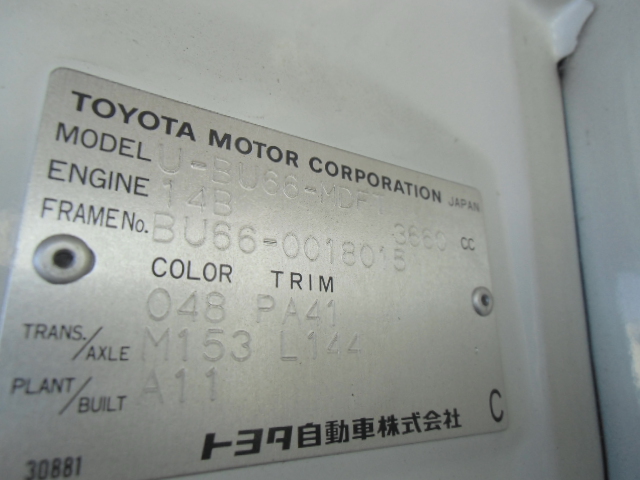 TOYOTA MOTOR CORPORATION JAPAN
MODEL U-BU66-MDFT
ENGINE 14B 3660 CC
FRAME No. BU66-0018015
COLOR TRIM
048 PA41
TRANS./AXLE M153 L144
PLANT/BUILT A11
トヨタ自動車株式会社 C
30881